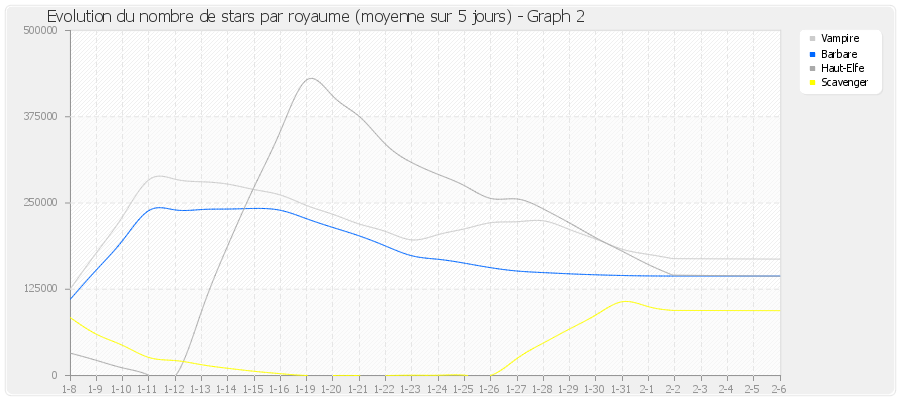 Evolution du nombre de stars par royaume (moyenne sur 5 jours) - Graph 2
500000
375000
250000
125000
0
1-8 1-9 1-10 1-11 1-12 1-13 1-14 1-15 1-16 1-19 1-20 1-21 1-22 1-23 1-24 1-25 1-26 1-27 1-28 1-29 1-30 1-31 2-1 2-2 2-3 2-4 2-5 2-6
Vampire
Barbare
Haut-Elfe
Scavenger